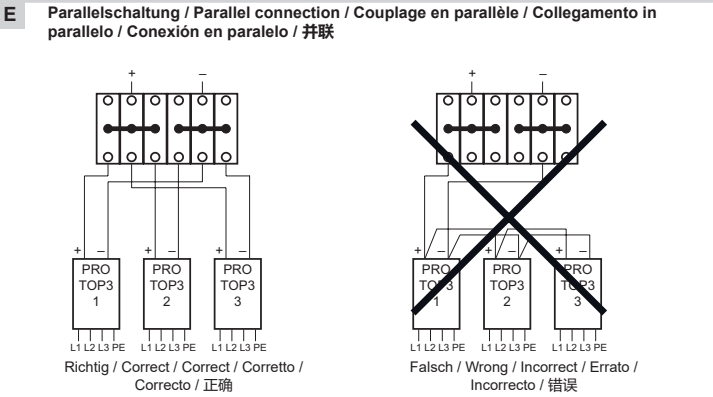 E
Parallelschaltung / Parallel connection / Couplage en parallèle / Collegamento in
parallelo / Conexión en paralelo / 并联
+ –
+ – + – + –
PRO TOP3 1
PRO TOP3 2
PRO TOP3 3
L1 L2 L3 PE L1 L2 L3 PE L1 L2 L3 PE
Richtig / Correct / Correct / Corretto /
Correcto / 正确
+ –
+ – + – + –
PRO TOP3 1
PRO TOP3 2
PRO TOP3 3
L1 L2 L3 PE L1 L2 L3 PE L1 L2 L3 PE
Falsch / Wrong / Incorrect / Errato /
Incorrecto / 错误